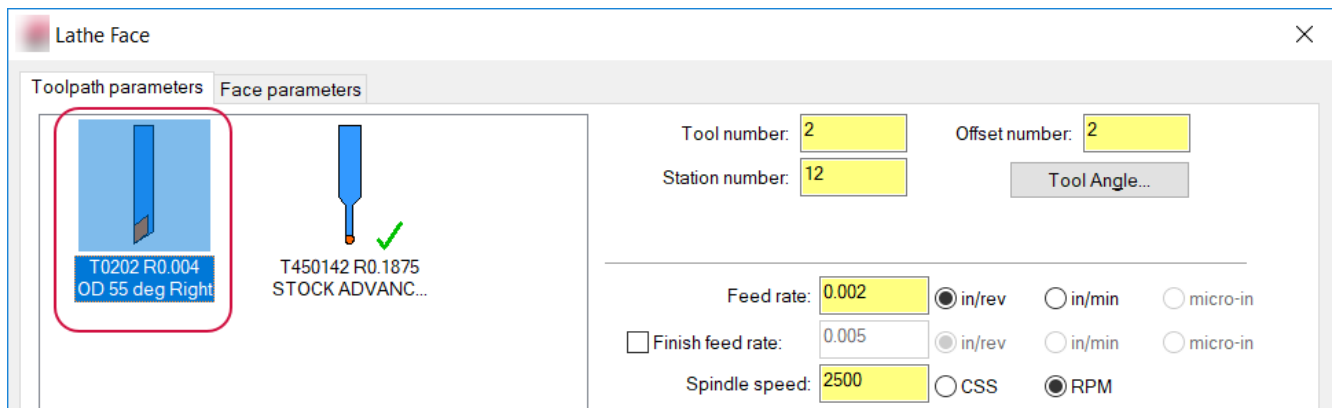 Lathe Face
Toolpath parameters Face parameters
T0202 R0.004
OD 55 deg Right
T450142 R0.1875
STOCK ADVANC...
Tool number: 2 Offset number: 2
Station number: 12 Tool Angle...
Feed rate: 0.002 in/rev in/min micro-in
Finish feed rate: 0.005 in/rev in/min micro-in
Spindle speed: 2500 CSS RPM